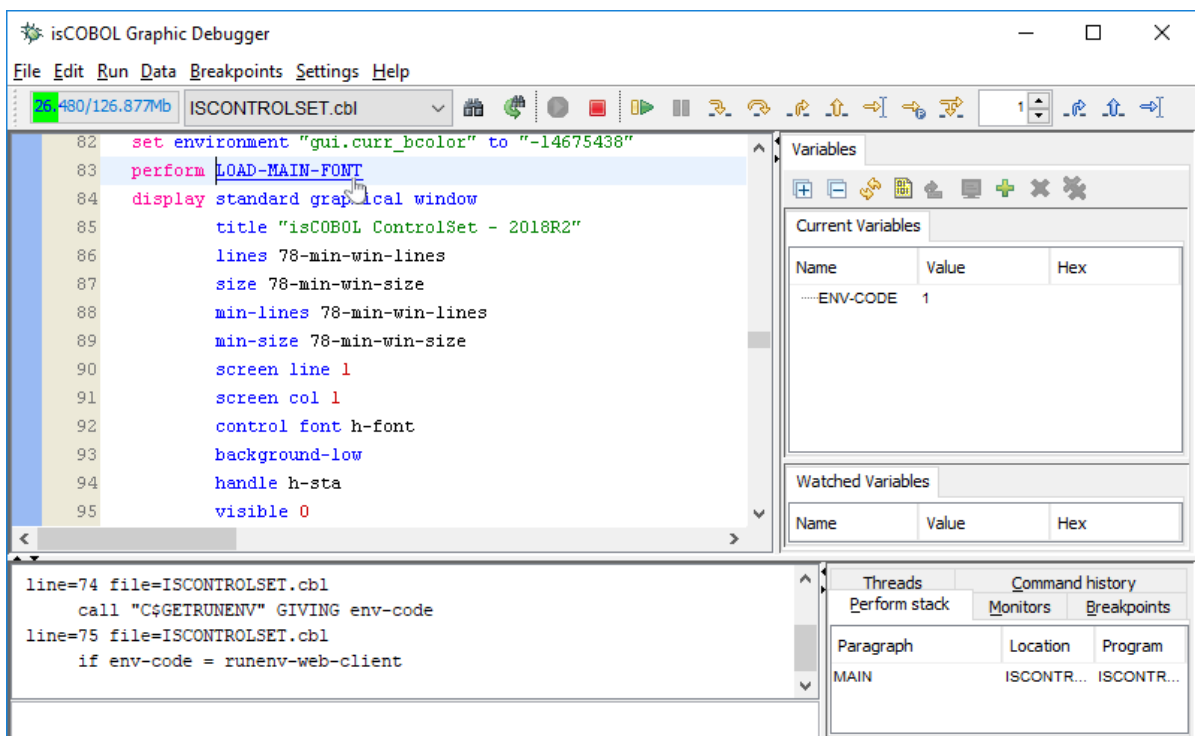 isCOBOL Graphic Debugger
File Edit Run Data Breakpoints Settings Help
26.480/126.877Mb ISCONTROLSET.cbl 1
82 set environment "gui.curr_bcolor" to "-14675438"
83 perform LOAD-MAIN-FONT
84 display standard graphical window
85 title "isCOBOL ControlSet - 2018R2"
86 lines 78-min-win-lines
87 size 78-min-win-size
88 min-lines 78-min-win-lines
89 min-size 78-min-win-size
90 screen line 1
91 screen col 1
92 control font h-font
93 background-low
94 handle h-sta
95 visible 0
Variables
Current Variables
Name Value Hex
ENV-CODE 1
Watched Variables
Name Value Hex
line=74 file=ISCONTROLSET.cbl
call "C$GETRUNENV" GIVING env-code
line=75 file=ISCONTROLSET.cbl
if env-code = runenv-web-client
Threads Command history
Perform stack Monitors Breakpoints
Paragraph Location Program
MAIN ISCONTR... ISCONTR...